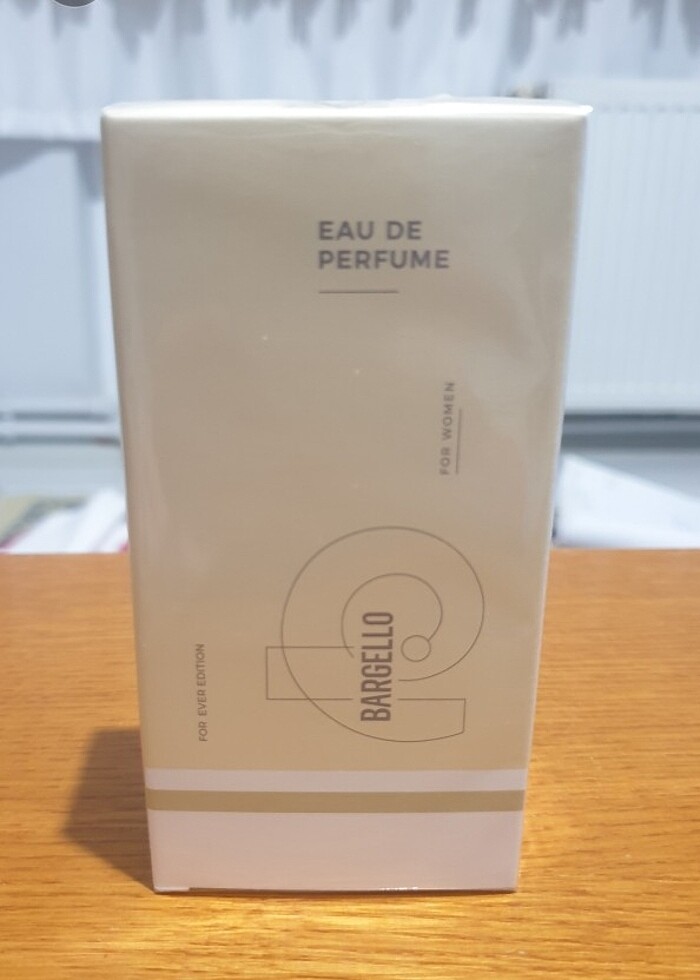 EAU DE
PERFUME
FOR WOMEN
BARGELLO
FOR EVER EDITION